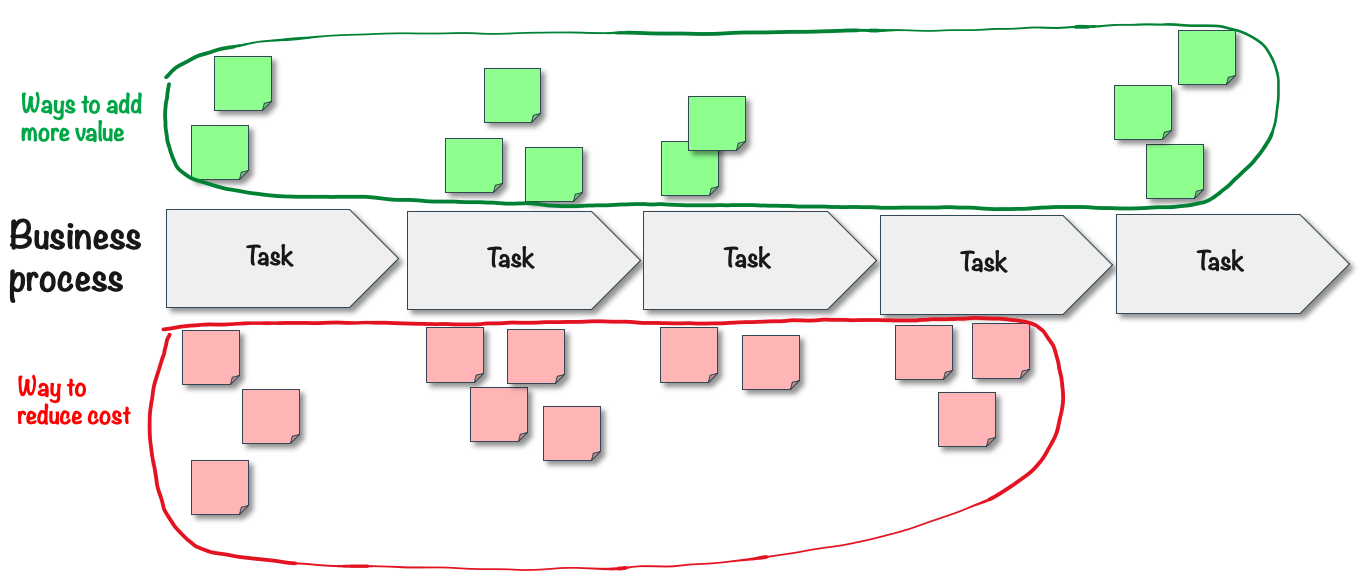 Ways to add
more value
Business
process
Task
Task
Task
Task
Task
Way to
reduce cost